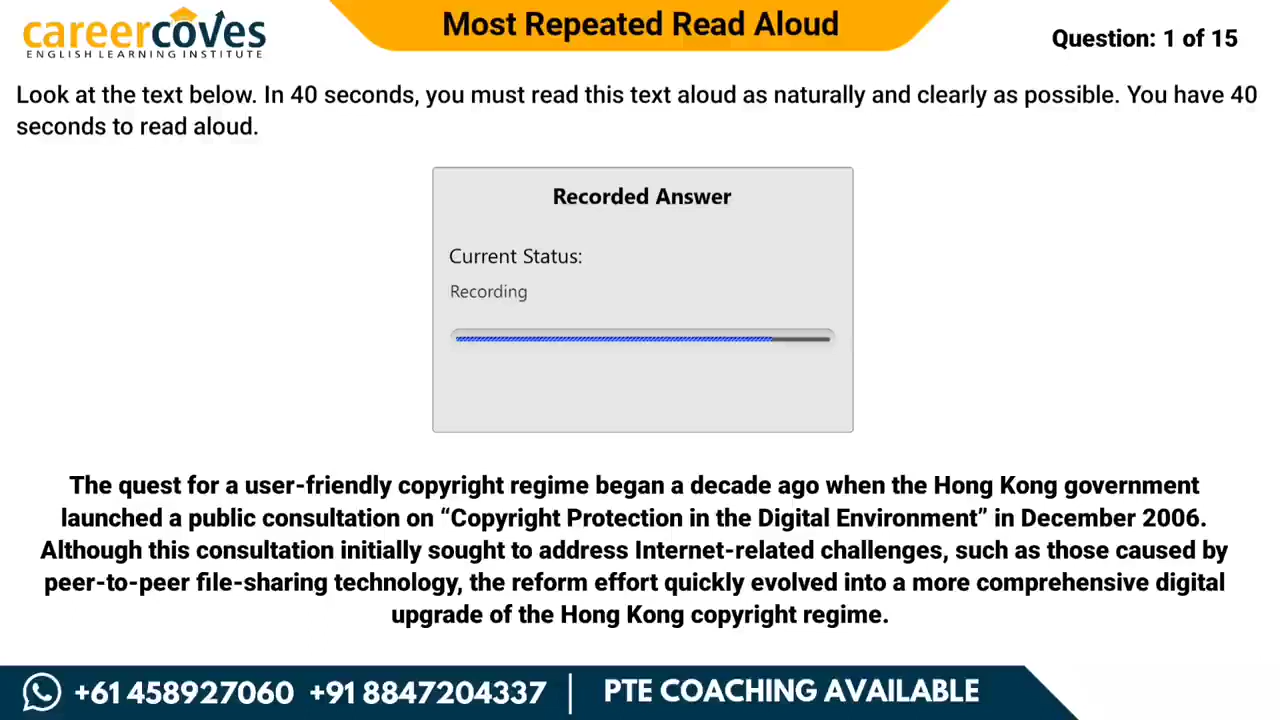 careercoves
ENGLISH LEARNING INSTITUTE
Most Repeated Read Aloud
Question: 1 of 15
Look at the text below. In 40 seconds, you must read this text aloud as naturally and clearly as possible. You have 40
seconds to read aloud.
Recorded Answer
Current Status:
Recording
The quest for a user-friendly copyright regime began a decade ago when the Hong Kong government
launched a public consultation on “Copyright Protection in the Digital Environment” in December 2006.
Although this consultation initially sought to address Internet-related challenges, such as those caused by
peer-to-peer file-sharing technology, the reform effort quickly evolved into a more comprehensive digital
upgrade of the Hong Kong copyright regime.
+61 458927060 +91 8847204337 | PTE COACHING AVAILABLE